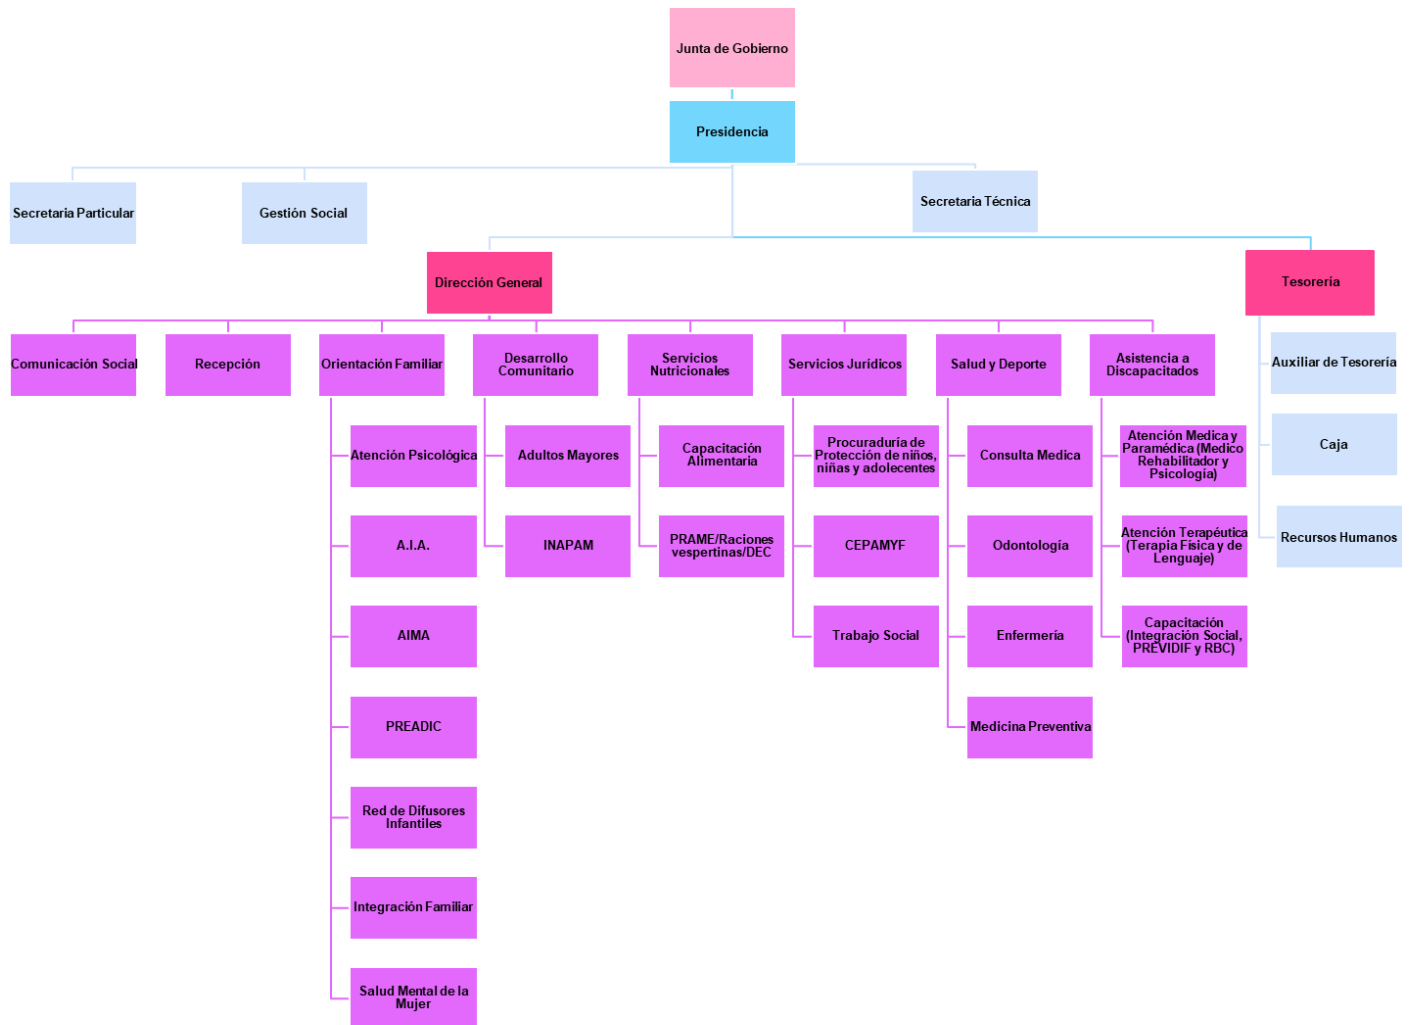 Junta de Gobierno
Presidencia
Secretaria Particular
Gestión Social
Secretaria Técnica
Dirección General
Tesorería
Comunicación Social
Recepción
Orientación Familiar
Desarrollo
Comunitario
Servicios
Nutricionales
Servicios Jurídicos
Salud y Deporte
Asistencia a
Discapacitados
Auxiliar de Tesorería
Atención Psicológica
Adultos Mayores
Capacitación
Alimentaria
Procuraduría de
Protección de niños,
niñas y adolecentes
Consulta Medica
Atención Medica y
Paramédica (Medico
Rehabilitador y
Psicología)
Caja
A.I.A.
INAPAM
PRAME/Raciones
vespertinas/DEC
CEPAMYF
Odontología
Atención Terapéutica
(Terapia Física y de
Lenguaje)
Recursos Humanos
AIMA
Trabajo Social
Enfermería
Capacitación
(Integración Social,
PREVIDIF y RBC)
PREADIC
Medicina Preventiva
Red de Difusores
Infantiles
Integración Familiar
Salud Mental de la
Mujer